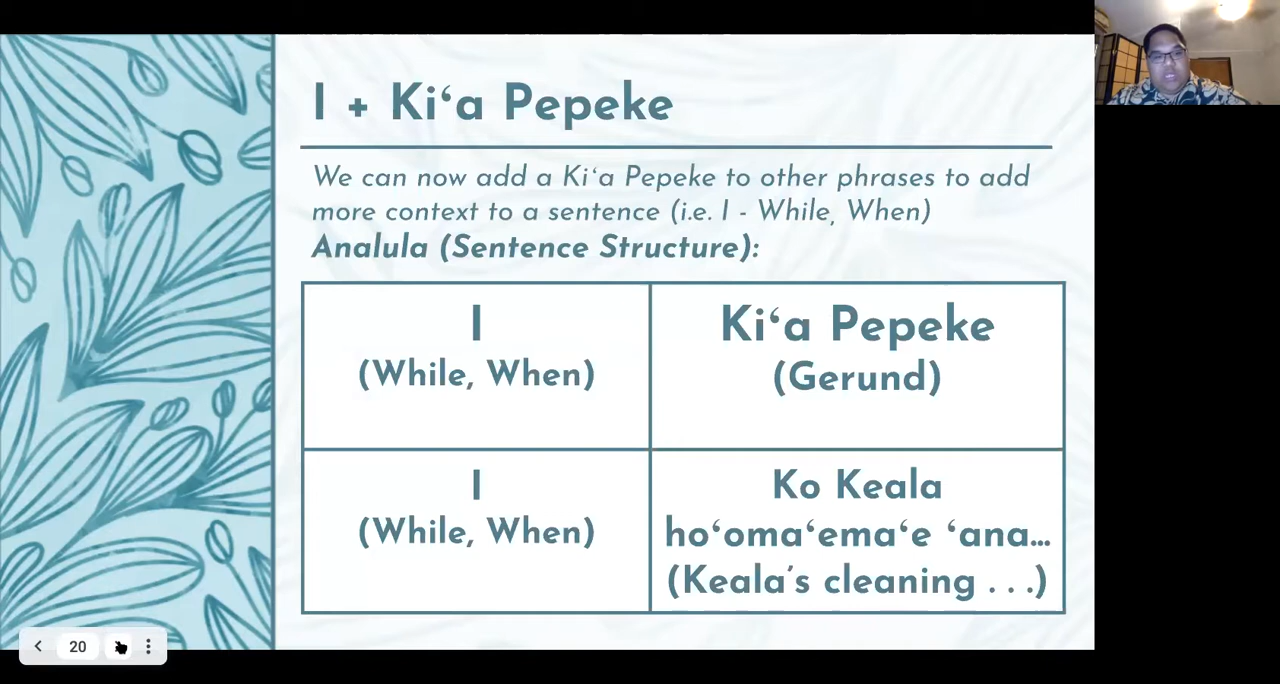 I + Kiʻa Pepeke
We can now add a Kiʻa Pepeke to other phrases to add
more context to a sentence (i.e. I - While, When)
Analula (Sentence Structure):
I
(While, When)
Kiʻa Pepeke
(Gerund)
I
(While, When)
Ko Keala
hoʻomaʻemaʻe ʻana...
(Keala's cleaning . . .)
20